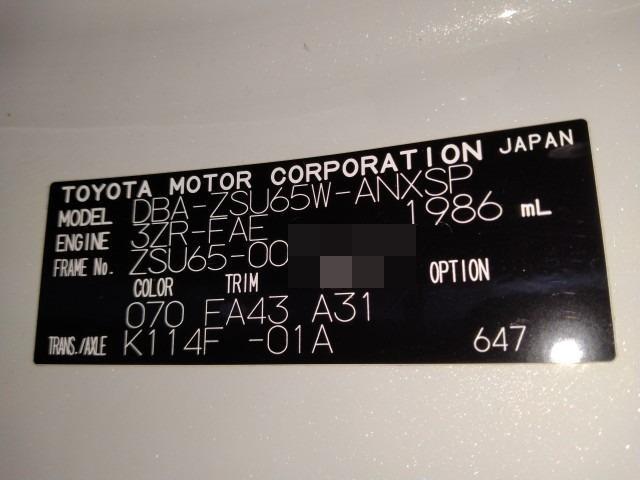 TOYOTA MOTOR CORPORATION JAPAN
MODEL DBA-ZSU65W-ANXSP
ENGINE 3ZR-FAE 1986 mL
FRAME No. ZSU65-00
COLOR TRIM OPTION
070 FA43 A31
TRANS./AXLE K114F -01A 647